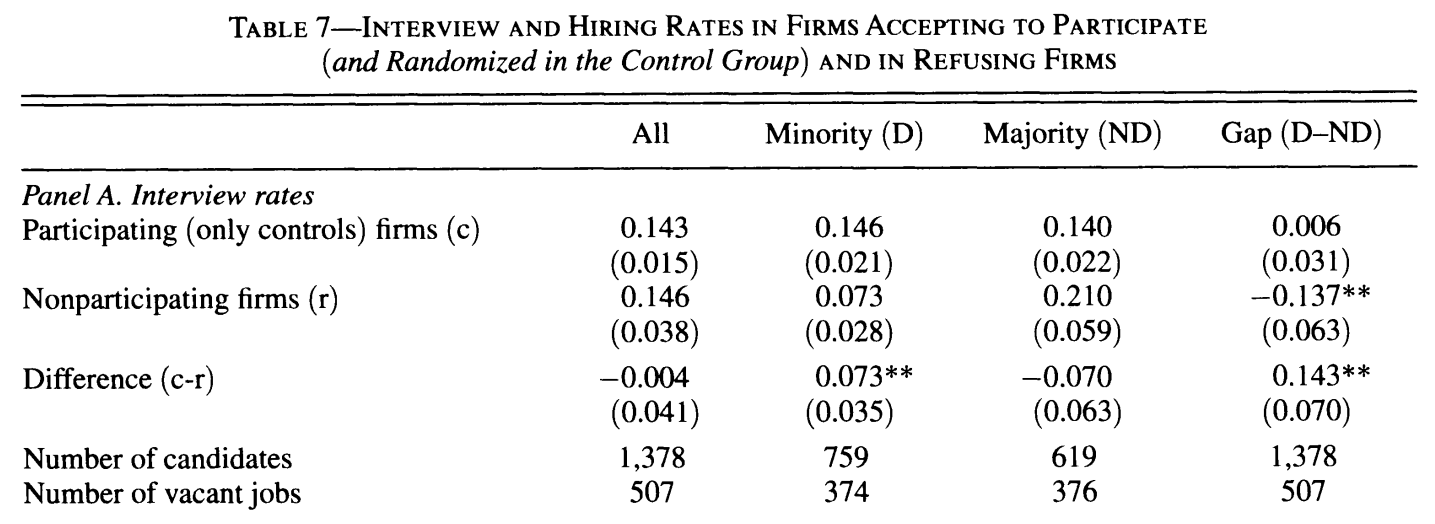 TABLE 7—INTERVIEW AND HIRING RATES IN FIRMS ACCEPTING TO PARTICIPATE
(and Randomized in the Control Group) AND IN REFUSING FIRMS
All Minority (D) Majority (ND) Gap (D–ND)
Panel A. Interview rates
Participating (only controls) firms (c) 0.143 0.146 0.140 0.006
(0.015) (0.021) (0.022) (0.031)
Nonparticipating firms (r) 0.146 0.073 0.210 −0.137**
(0.038) (0.028) (0.059) (0.063)
Difference (c-r) −0.004 0.073** −0.070 0.143**
(0.041) (0.035) (0.063) (0.070)
Number of candidates 1,378 759 619 1,378
Number of vacant jobs 507 374 376 507